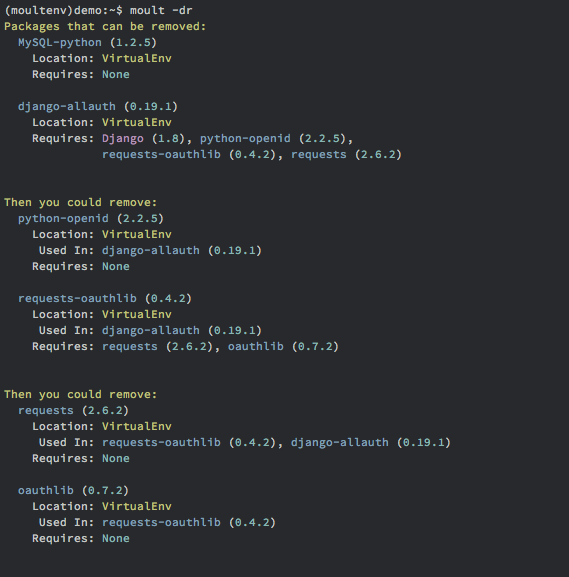 (moultenv)demo:~$ moult -dr
Packages that can be removed:
MySQL-python (1.2.5)
Location: VirtualEnv
Requires: None
django-allauth (0.19.1)
Location: VirtualEnv
Requires: Django (1.8), python-openid (2.2.5),
requests-oauthlib (0.4.2), requests (2.6.2)
Then you could remove:
python-openid (2.2.5)
Location: VirtualEnv
Used In: django-allauth (0.19.1)
Requires: None
requests-oauthlib (0.4.2)
Location: VirtualEnv
Used In: django-allauth (0.19.1)
Requires: requests (2.6.2), oauthlib (0.7.2)
Then you could remove:
requests (2.6.2)
Location: VirtualEnv
Used In: requests-oauthlib (0.4.2), django-allauth (0.19.1)
Requires: None
oauthlib (0.7.2)
Location: VirtualEnv
Used In: requests-oauthlib (0.4.2)
Requires: None